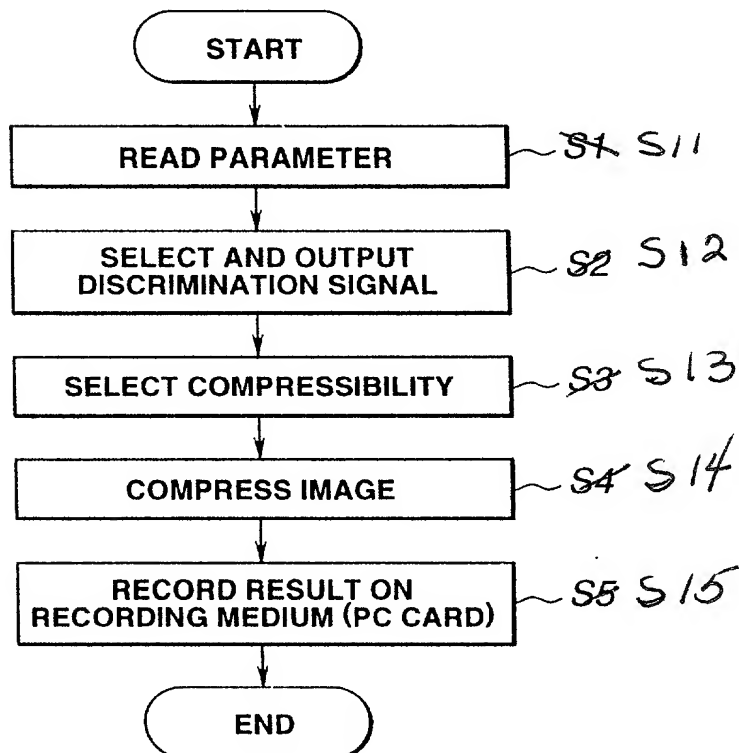 START
READ PARAMETER
S1 S11
SELECT AND OUTPUT
DISCRIMINATION SIGNAL
S2 S12
SELECT COMPRESSIBILITY
S3 S13
COMPRESS IMAGE
S4 S14
RECORD RESULT ON
RECORDING MEDIUM (PC CARD)
S5 S15
END